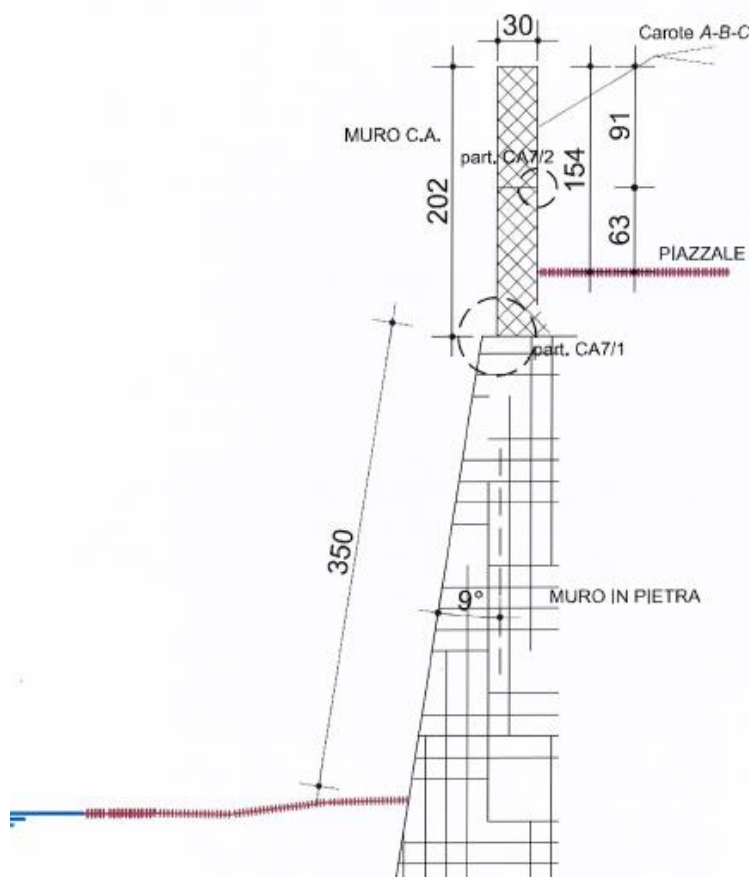 30
Carote A-B-C
MURO C.A.
part. CA7/2
202
154
91
63
PIAZZALE
part. CA7/1
350
9°
MURO IN PIETRA